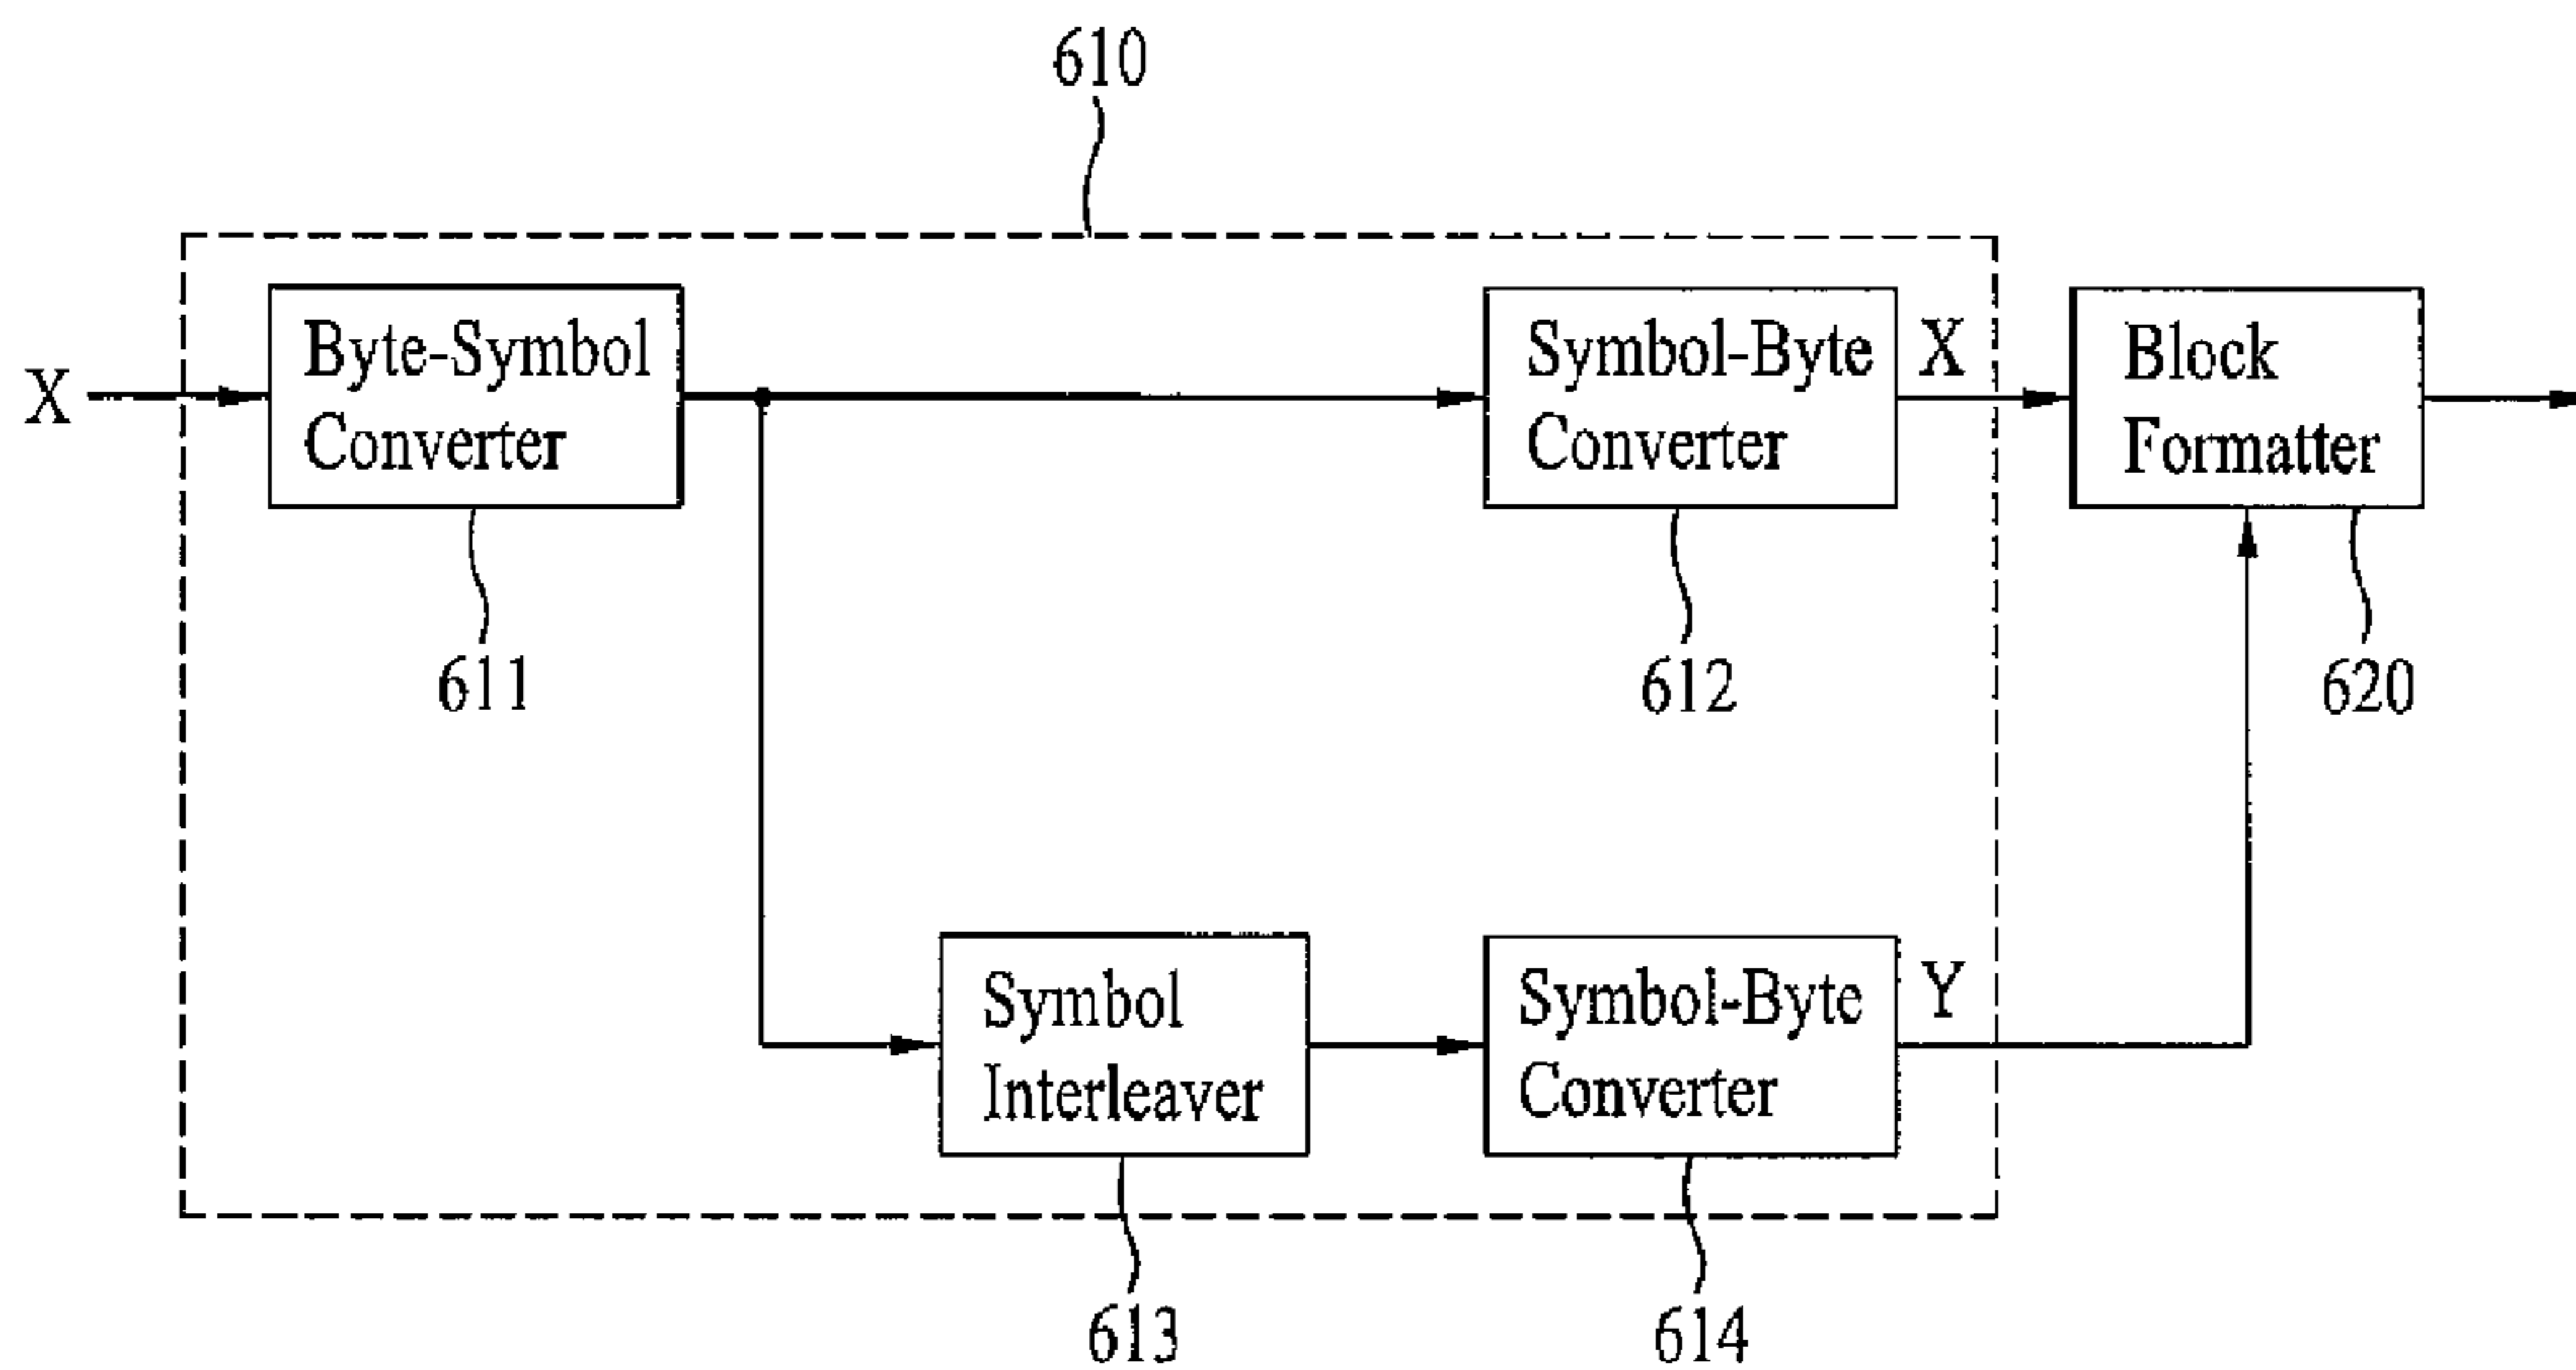 610
X
Byte-Symbol
Converter
Symbol-Byte
Converter
X
Block
Formatter
611
612
620
Symbol
Interleaver
Symbol-Byte
Converter
Y
613
614